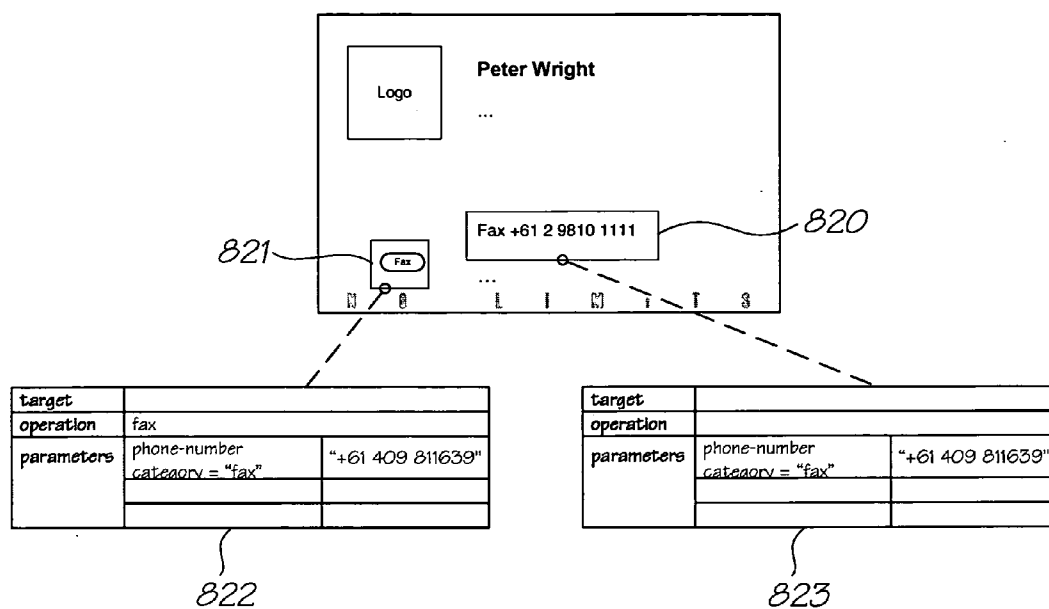 Logo
Peter Wright
...
Fax +61 2 9810 1111
820
821
Fax
...
N O L I M I T S
target
operation fax
parameters phone-number category = "fax" "+61 409 811639"
822
target
operation
parameters phone-number category = "fax" "+61 409 811639"
823